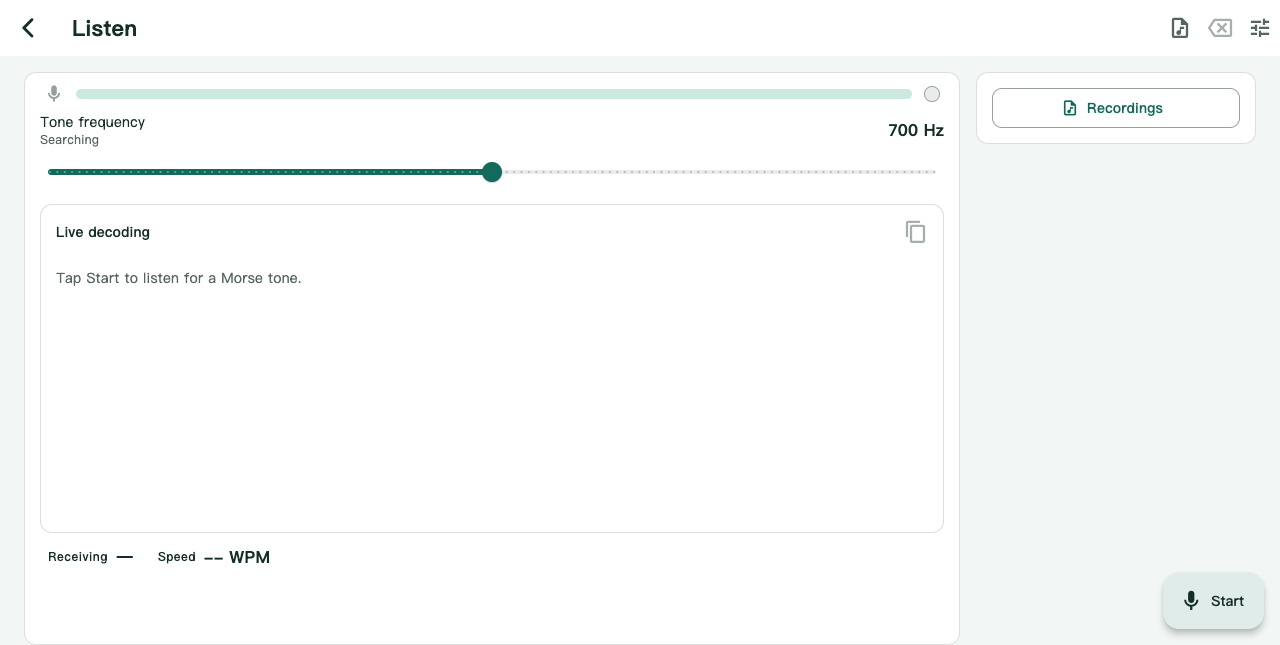 Listen
Recordings
Tone frequency
Searching
700 Hz
Live decoding
Tap Start to listen for a Morse tone.
Receiving — Speed –– WPM
Start